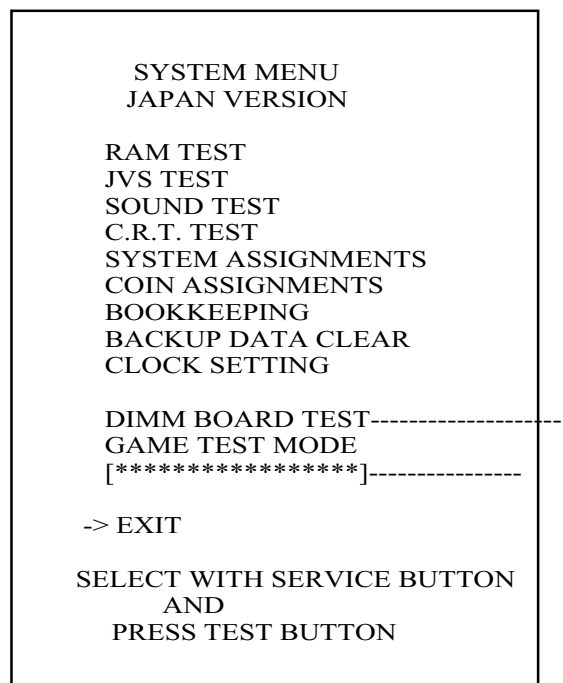 SYSTEM MENU
JAPAN VERSION
RAM TEST
JVS TEST
SOUND TEST
C.R.T. TEST
SYSTEM ASSIGNMENTS
COIN ASSIGNMENTS
BOOKKEEPING
BACKUP DATA CLEAR
CLOCK SETTING
DIMM BOARD TEST--------------------
GAME TEST MODE
[*****************]----------------
-> EXIT
SELECT WITH SERVICE BUTTON
AND
PRESS TEST BUTTON